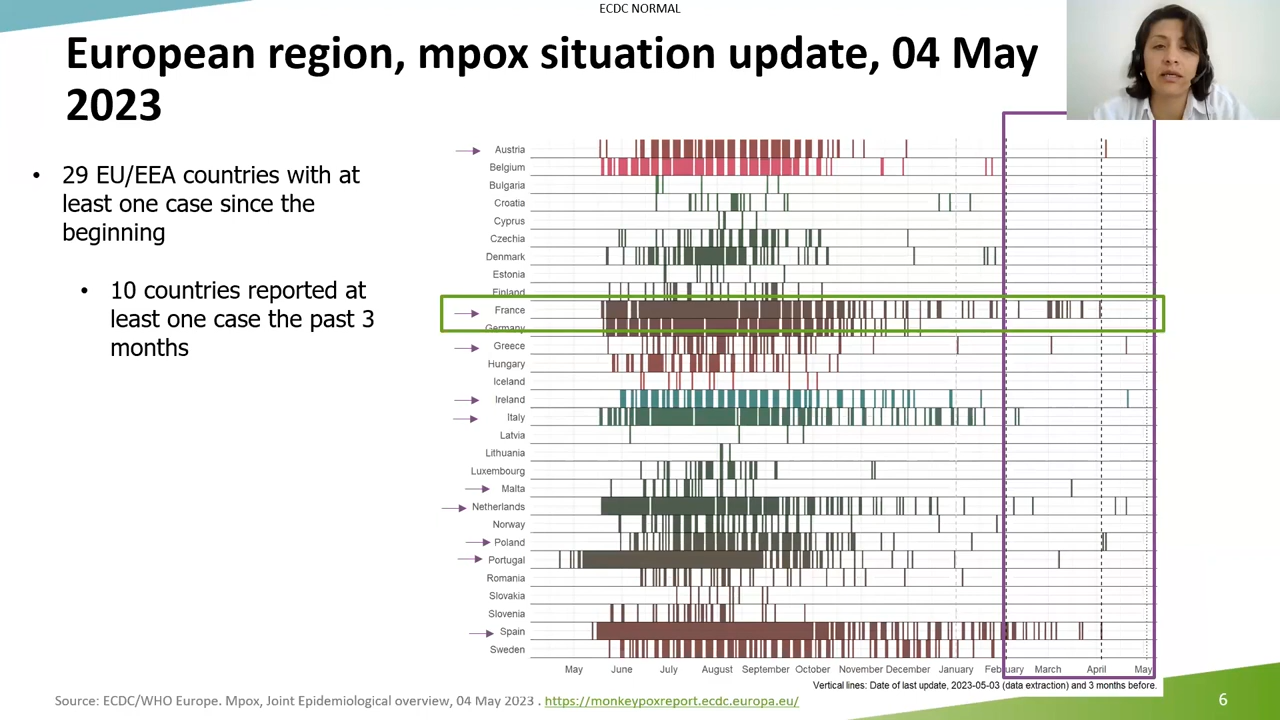 ECDC NORMAL
European region, mpox situation update, 04 May
2023
• 29 EU/EEA countries with at
least one case since the
beginning
• 10 countries reported at
least one case the past 3
months
Austria
Belgium
Bulgaria
Croatia
Cyprus
Czechia
Denmark
Estonia
Finland
France
Germany
Greece
Hungary
Iceland
Ireland
Italy
Latvia
Lithuania
Luxembourg
Malta
Netherlands
Norway
Poland
Portugal
Romania
Slovakia
Slovenia
Spain
Sweden
May June July August September October November December January February March April May
Vertical lines: Date of last update, 2023-05-03 (data extraction) and 3 months before.
Source: ECDC/WHO Europe. Mpox, Joint Epidemiological overview, 04 May 2023 . https://monkeypoxreport.ecdc.europa.eu/
6